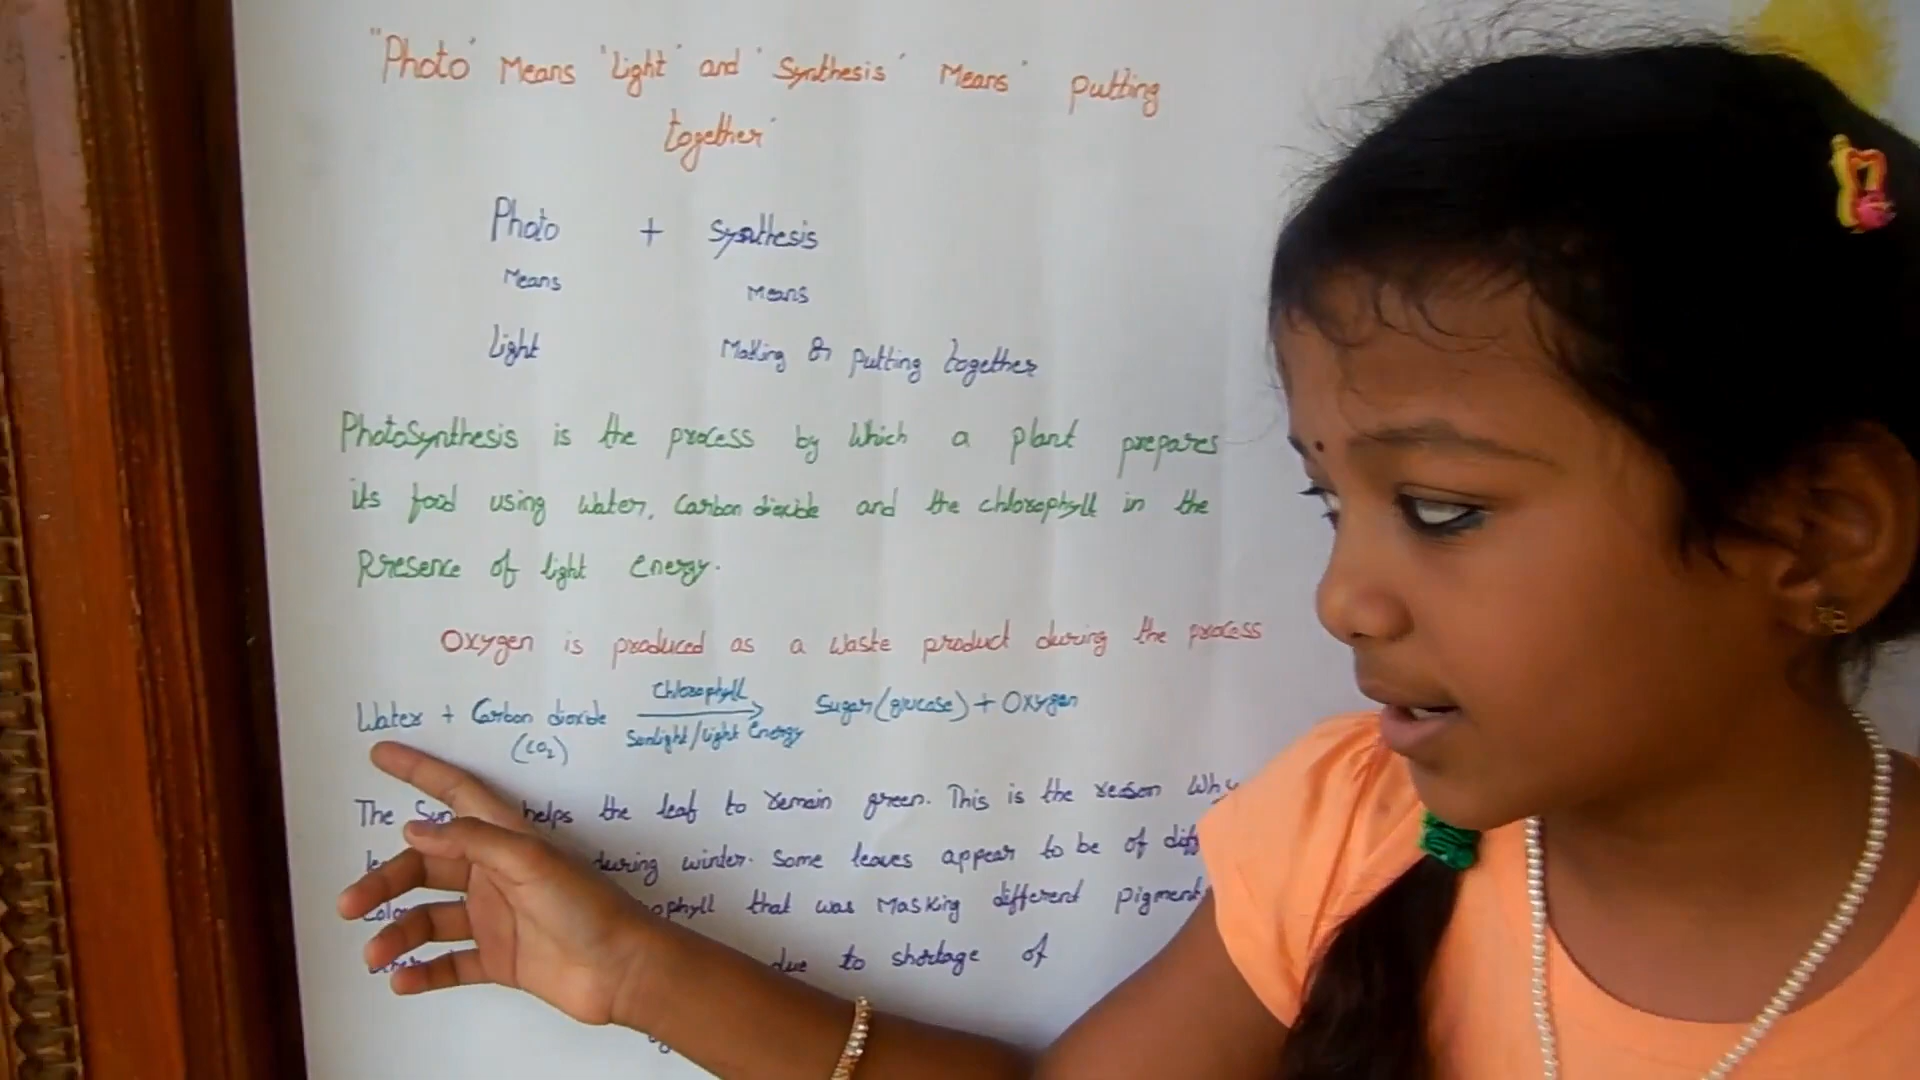 "Photo" Means "Light" and "Synthesis" Means "putting
together"
Photo + Synthesis
Means Means
Light Making Or putting together
PhotoSynthesis is the process by Which a plant prepares
its food using water, Carbon dioxide and the chlorophyll in the
Presence of light energy.
Oxygen is produced as a waste product during the process
Water + Carbon dioxide Chlorophyll Sugar (glucase) + Oxygen
(CO2) Sunlight/Light Energy
The Sun helps the leaf to remain green. This is the reason Why
during winter. Some leaves appear to be of
that was Masking different pigment
due to shortage of